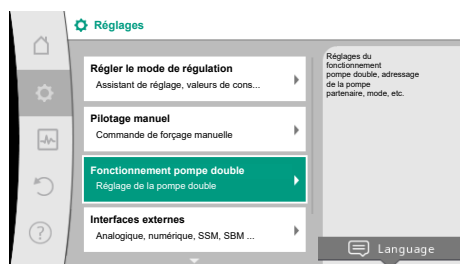 Réglages
Régler le mode de régulation
Assistant de réglage, valeurs de cons...
Pilotage manuel
Commande de forçage manuelle
Fonctionnement pompe double
Réglage de la pompe double
Interfaces externes
Analogique, numérique, SSM, SBM ...
Réglages du
fonctionnement
pompe double, adressage
de la pompe
partenaire, mode, etc.
Language